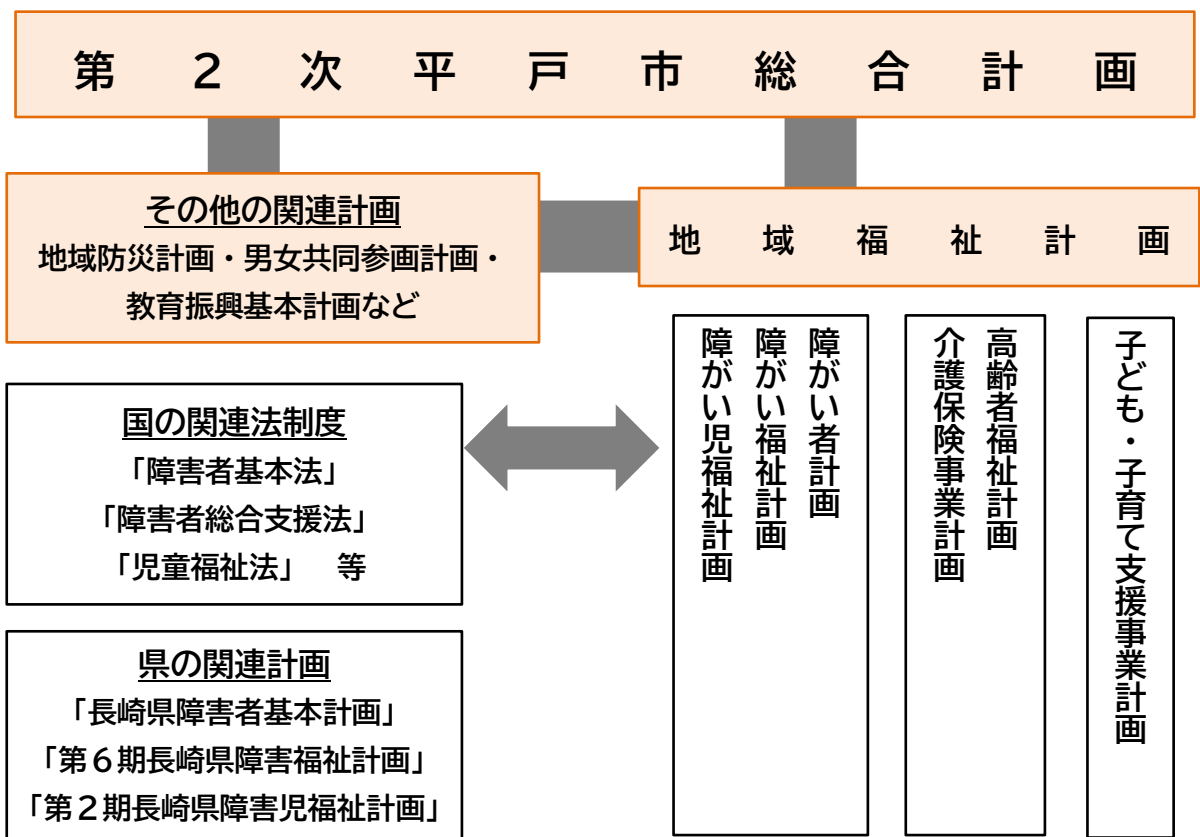 第２次平戸市総合計画
その他の関連計画
地域防災計画・男女共同参画計画・
教育振興基本計画など
地域福祉計画
国の関連法制度
「障害者基本法」
「障害者総合支援法」
「児童福祉法」　等
県の関連計画
「長崎県障害者基本計画」
「第６期長崎県障害福祉計画」
「第２期長崎県障害児福祉計画」
障がい者計画
障がい福祉計画
障がい児福祉計画
高齢者福祉計画
介護保険事業計画
子ども・子育て支援事業計画